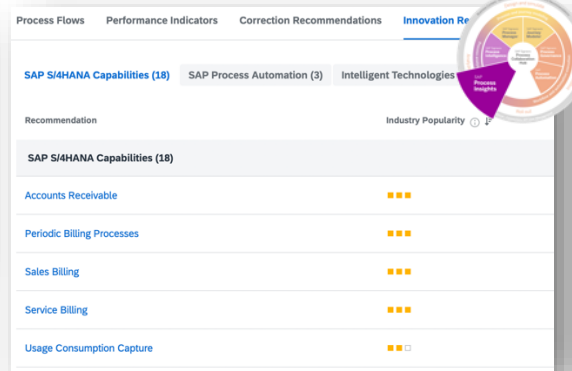 Process Flows Performance Indicators Correction Recommendations Innovation Re
SAP S/4HANA Capabilities (18) SAP Process Automation (3) Intelligent Technologies
Recommendation Industry Popularity
SAP S/4HANA Capabilities (18)
Accounts Receivable
Periodic Billing Processes
Sales Billing
Service Billing
Usage Consumption Capture
SAP
Process
Insights